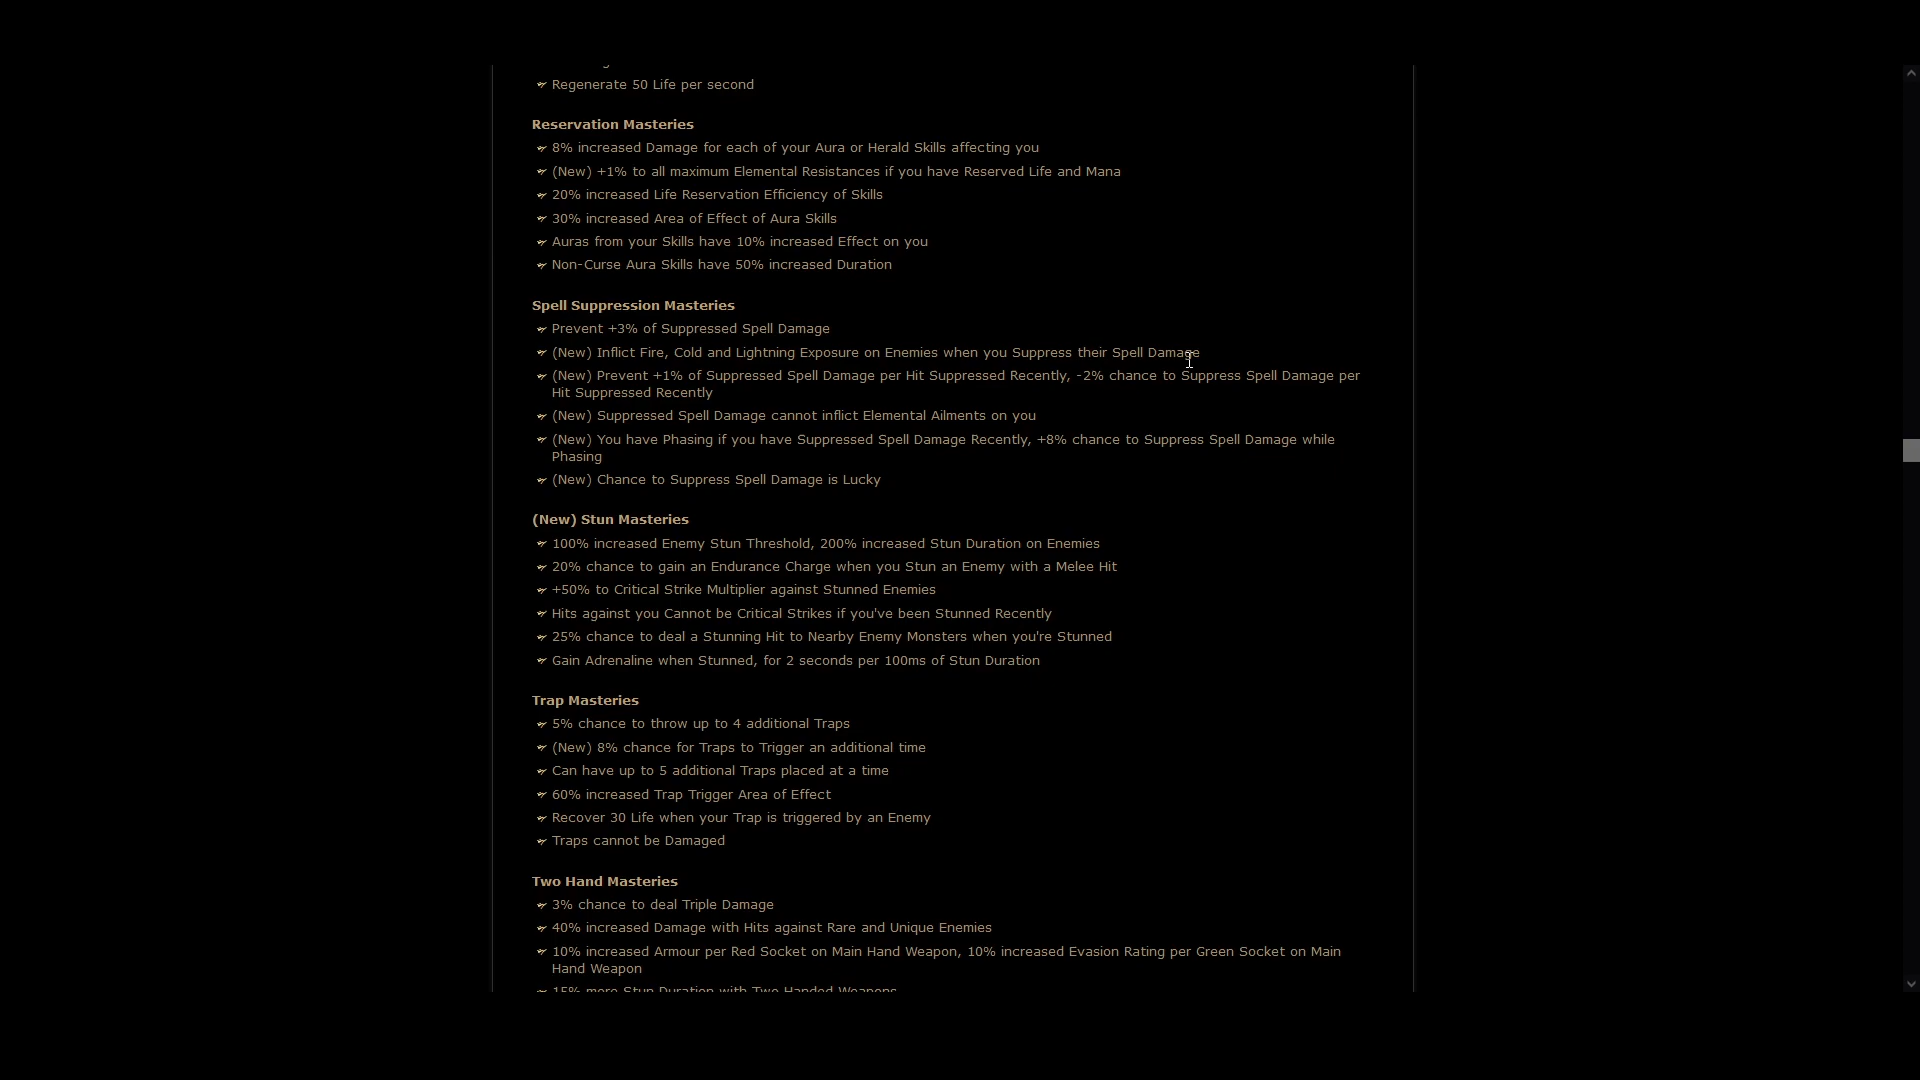 Regenerate 50 Life per second
Reservation Masteries
8% increased Damage for each of your Aura or Herald Skills affecting you
(New) +1% to all maximum Elemental Resistances if you have Reserved Life and Mana
20% increased Life Reservation Efficiency of Skills
30% increased Area of Effect of Aura Skills
Auras from your Skills have 10% increased Effect on you
Non-Curse Aura Skills have 50% increased Duration
Spell Suppression Masteries
Prevent +3% of Suppressed Spell Damage
(New) Inflict Fire, Cold and Lightning Exposure on Enemies when you Suppress their Spell Damage
(New) Prevent +1% of Suppressed Spell Damage per Hit Suppressed Recently, -2% chance to Suppress Spell Damage per
Hit Suppressed Recently
(New) Suppressed Spell Damage cannot inflict Elemental Ailments on you
(New) You have Phasing if you have Suppressed Spell Damage Recently, +8% chance to Suppress Spell Damage while
Phasing
(New) Chance to Suppress Spell Damage is Lucky
(New) Stun Masteries
100% increased Enemy Stun Threshold, 200% increased Stun Duration on Enemies
20% chance to gain an Endurance Charge when you Stun an Enemy with a Melee Hit
+50% to Critical Strike Multiplier against Stunned Enemies
Hits against you Cannot be Critical Strikes if you've been Stunned Recently
25% chance to deal a Stunning Hit to Nearby Enemy Monsters when you're Stunned
Gain Adrenaline when Stunned, for 2 seconds per 100ms of Stun Duration
Trap Masteries
5% chance to throw up to 4 additional Traps
(New) 8% chance for Traps to Trigger an additional time
Can have up to 5 additional Traps placed at a time
60% increased Trap Trigger Area of Effect
Recover 30 Life when your Trap is triggered by an Enemy
Traps cannot be Damaged
Two Hand Masteries
3% chance to deal Triple Damage
40% increased Damage with Hits against Rare and Unique Enemies
10% increased Armour per Red Socket on Main Hand Weapon, 10% increased Evasion Rating per Green Socket on Main
Hand Weapon
15% more Stun Duration with Two Handed Weapons